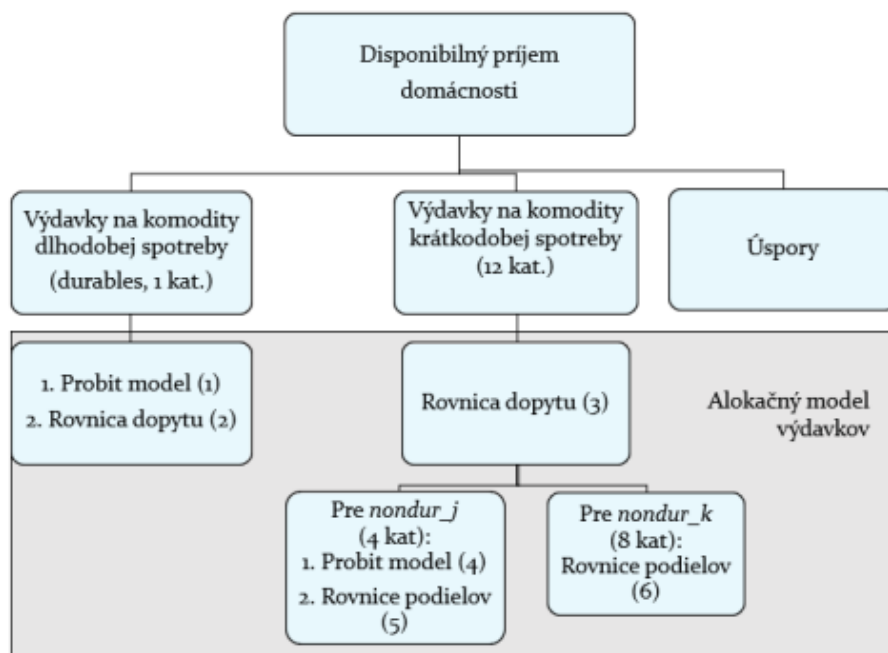 Disponibilný príjem
domácnosti
Výdavky na komodity
dlhodobej spotreby
(durables, 1 kat.)
Výdavky na komodity
krátkodobej spotreby
(12 kat.)
Úspory
1. Probit model (1)
2. Rovnica dopytu (2)
Rovnica dopytu (3)
Alokačný model
výdavkov
Pre nondur_j
(4 kat):
1. Probit model (4)
2. Rovnice podielov
(5)
Pre nondur_k
(8 kat):
Rovnice podielov
(6)